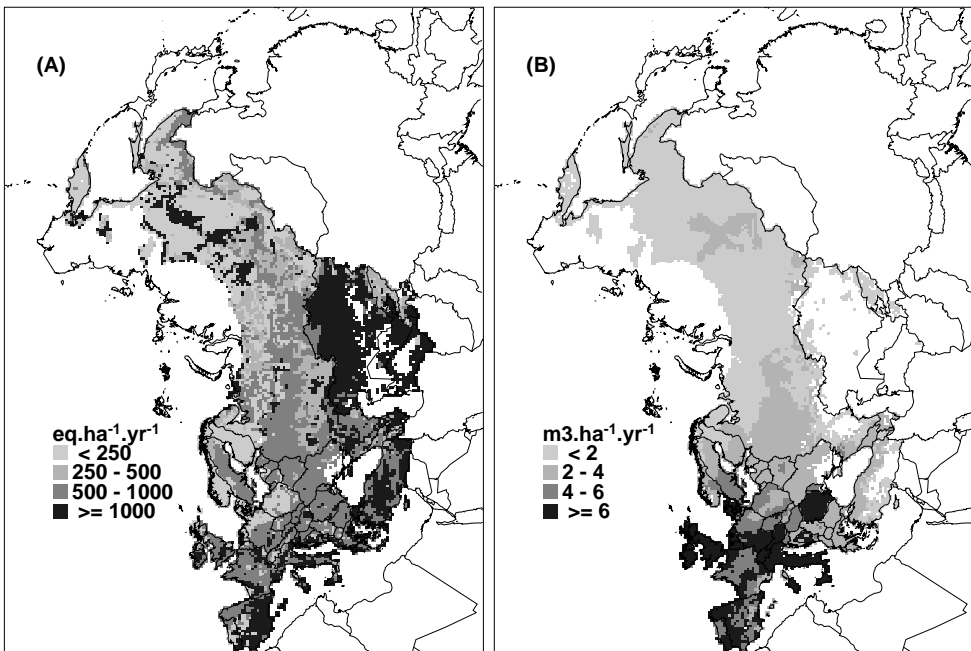 (A)
eq.ha⁻¹.yr⁻¹
< 250
250 - 500
500 - 1000
>= 1000
(B)
m3.ha⁻¹.yr⁻¹
< 2
2 - 4
4 - 6
>= 6